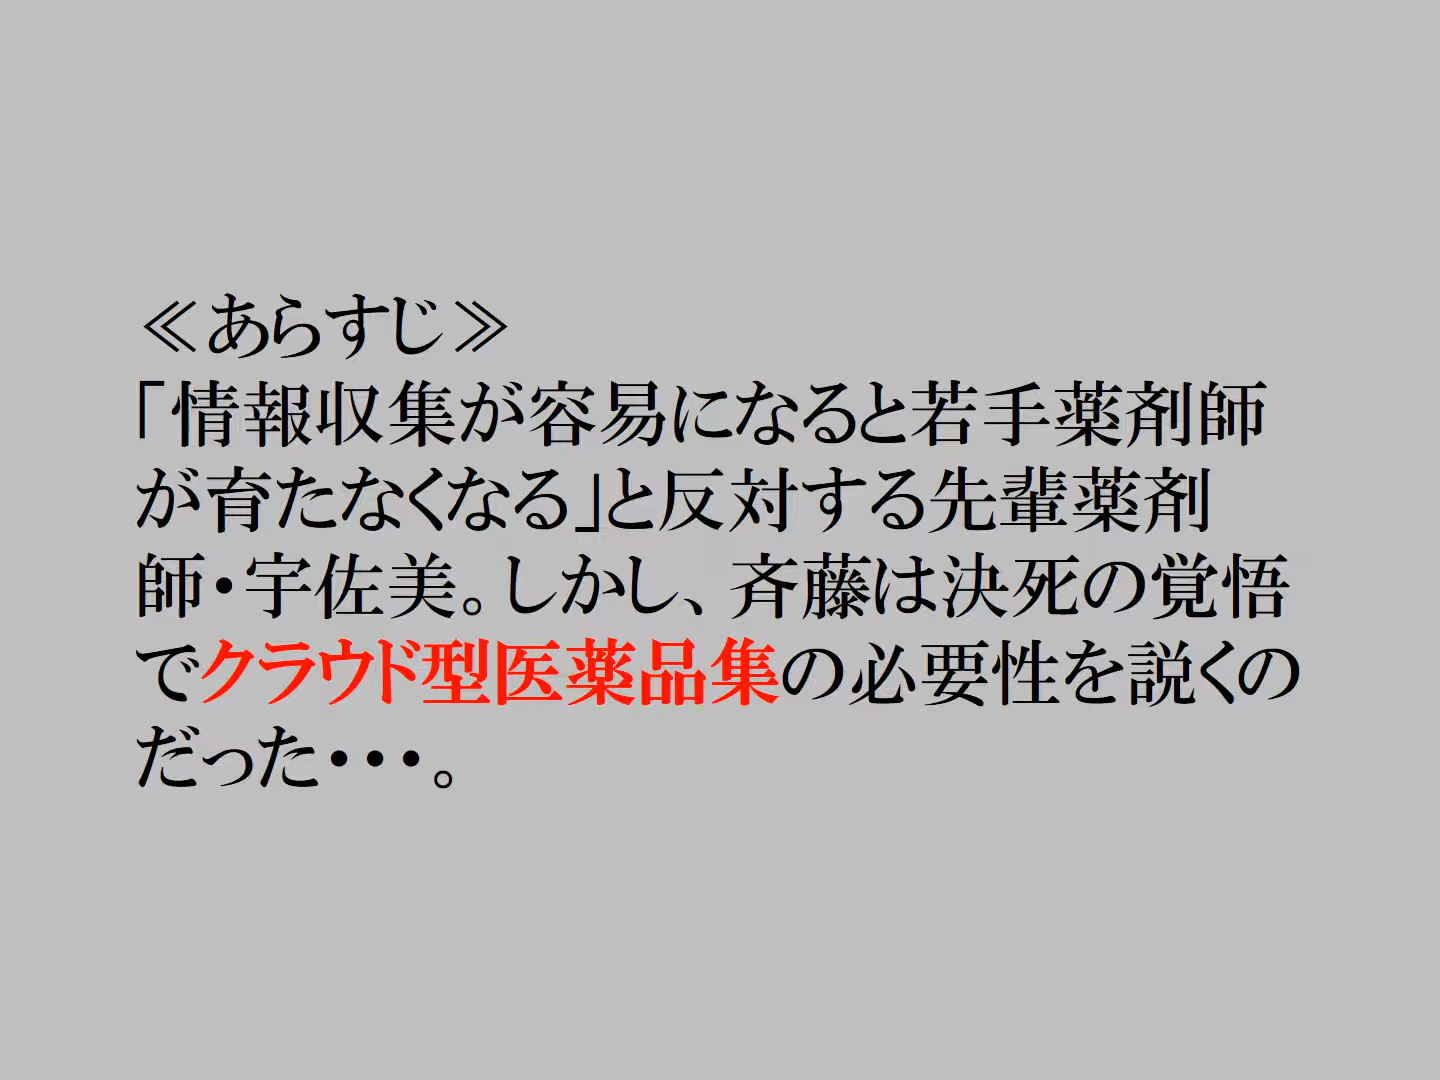 ≪あらすじ≫
「情報収集が容易になると若手薬剤師
が育たなくなる」と反対する先輩薬剤
師・宇佐美。しかし、斉藤は決死の覚悟
でクラウド型医薬品集の必要性を説くの
だった・・・。